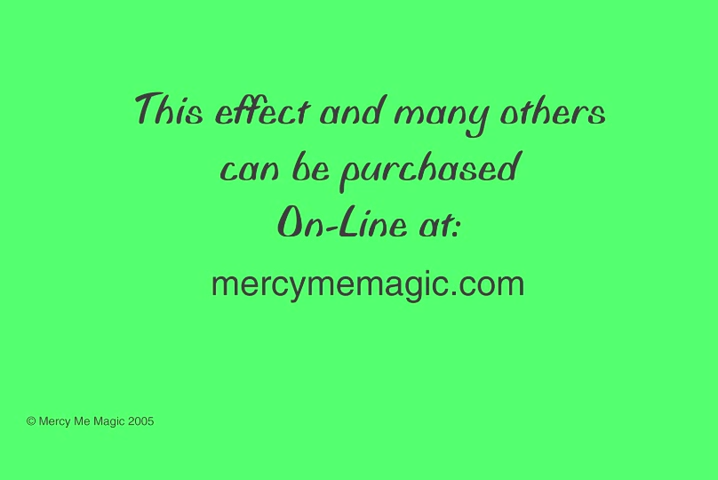 This effect and many others
can be purchased
On-Line at:
mercymemagic.com
© Mercy Me Magic 2005